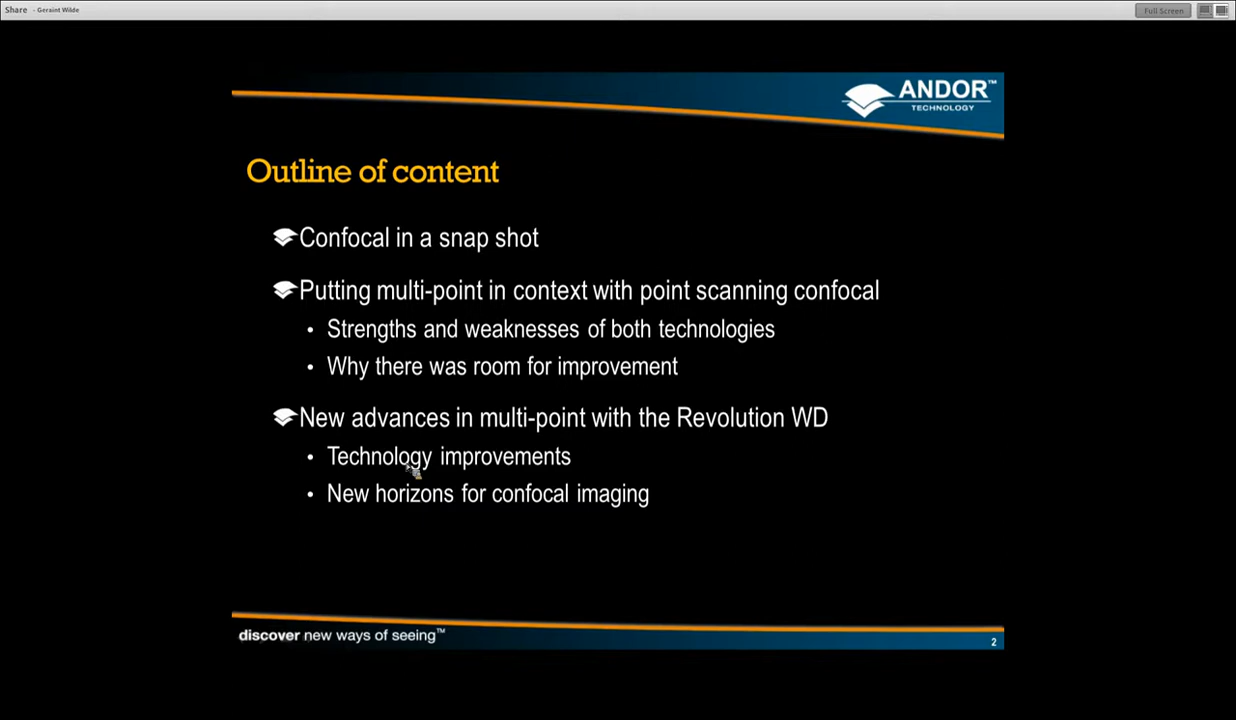 Share - Geraint Wilde
Full Screen
ANDOR™
TECHNOLOGY
Outline of content
Confocal in a snap shot
Putting multi-point in context with point scanning confocal
• Strengths and weaknesses of both technologies
• Why there was room for improvement
New advances in multi-point with the Revolution WD
• Technology improvements
• New horizons for confocal imaging
discover new ways of seeing™
2